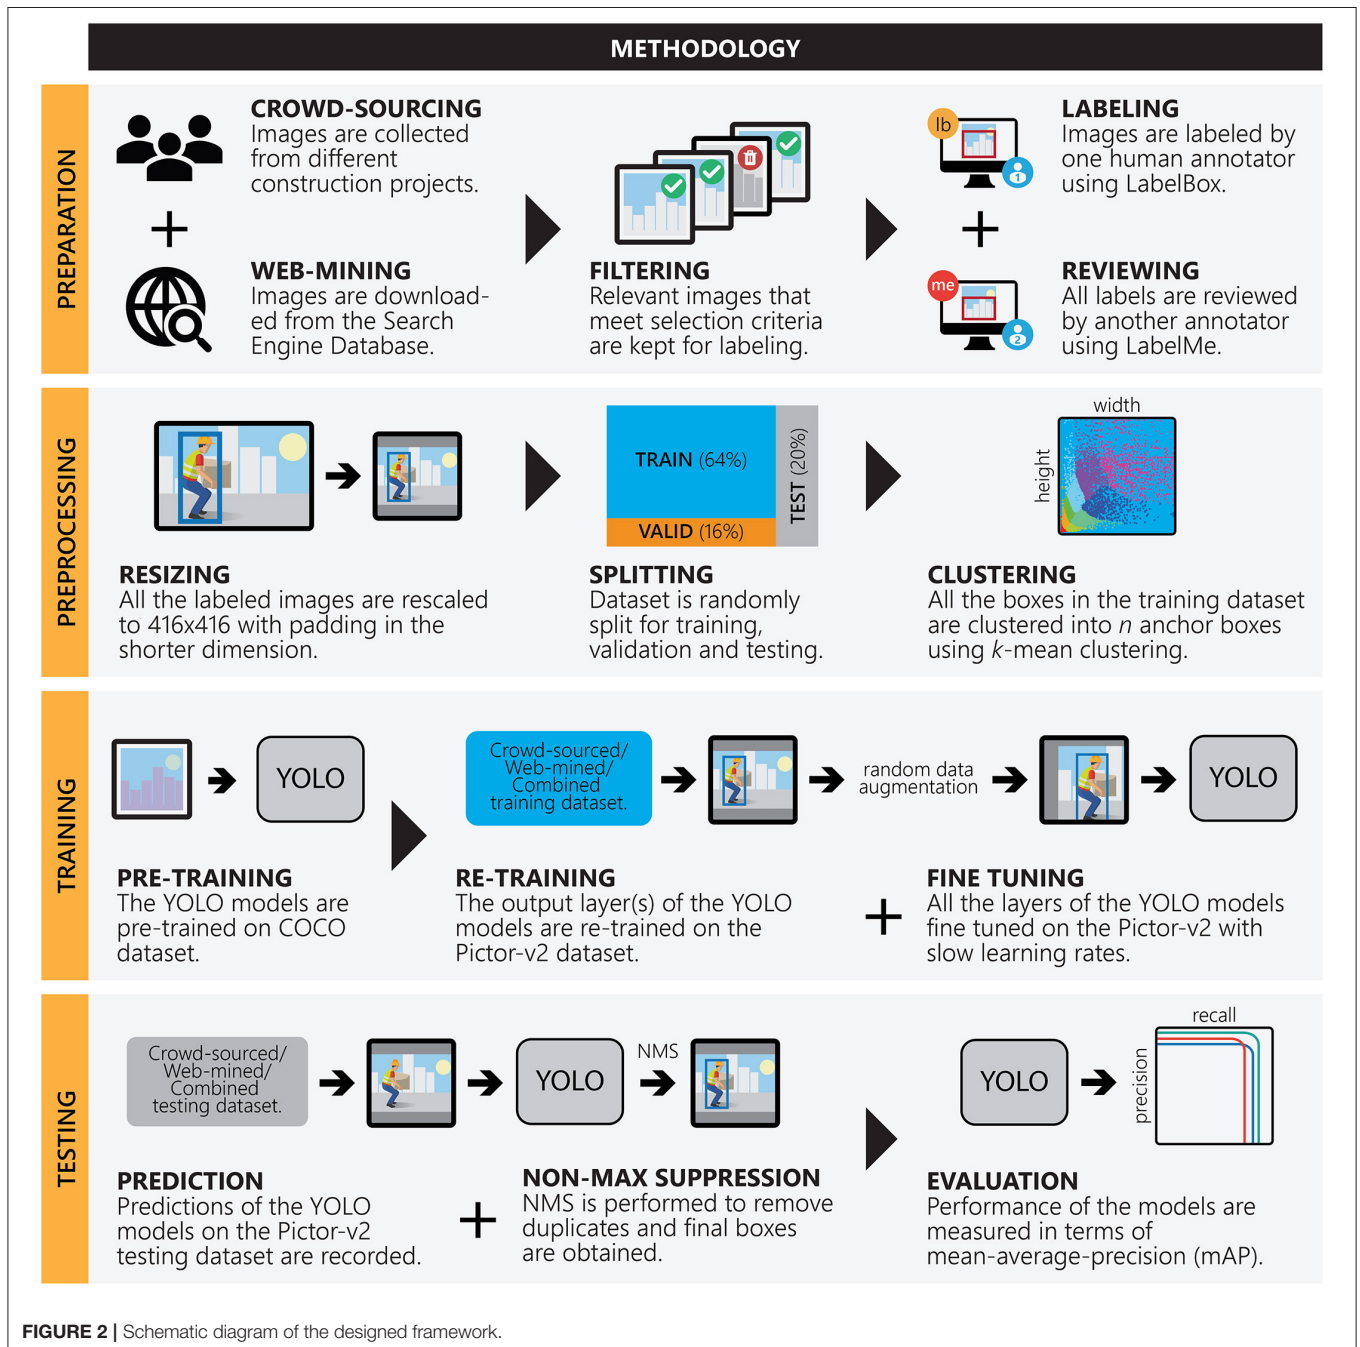 METHODOLOGY
PREPARATION
CROWD-SOURCING
Images are collected
from different
construction projects.
WEB-MINING
Images are download-
ed from the Search
Engine Database.
FILTERING
Relevant images that
meet selection criteria
are kept for labeling.
lb
1
LABELING
Images are labeled by
one human annotator
using LabelBox.
me
2
REVIEWING
All labels are reviewed
by another annotator
using LabelMe.
PREPROCESSING
RESIZING
All the labeled images are rescaled
to 416x416 with padding in the
shorter dimension.
TRAIN (64%)
VALID (16%)
TEST (20%)
SPLITTING
Dataset is randomly
split for training,
validation and testing.
width
height
CLUSTERING
All the boxes in the training dataset
are clustered into n anchor boxes
using k-mean clustering.
TRAINING
YOLO
PRE-TRAINING
The YOLO models are
pre-trained on COCO
dataset.
Crowd-sourced/
Web-mined/
Combined
training dataset.
random data
augmentation
YOLO
RE-TRAINING
The output layer(s) of the YOLO
models are re-trained on the
Pictor-v2 dataset.
FINE TUNING
All the layers of the YOLO models
fine tuned on the Pictor-v2 with
slow learning rates.
TESTING
Crowd-sourced/
Web-mined/
Combined
testing dataset.
YOLO
NMS
PREDICTION
Predictions of the YOLO
models on the Pictor-v2
testing dataset are recorded.
NON-MAX SUPPRESSION
NMS is performed to remove
duplicates and final boxes
are obtained.
YOLO
recall
precision
EVALUATION
Performance of the models are
measured in terms of
mean-average-precision (mAP).
FIGURE 2 | Schematic diagram of the designed framework.